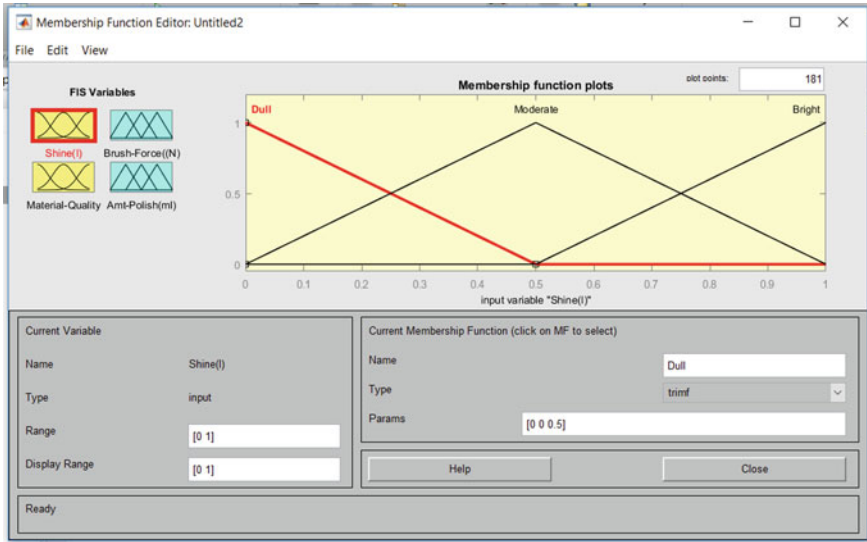 Membership Function Editor: Untitled2
File Edit View
FIS Variables
Shine(I)
Brush-Force((N)
Material-Quality
Amt-Polish(ml)
Membership function plots
plot points:
181
Dull
Moderate
Bright
1
0.5
0
0 0.1 0.2 0.3 0.4 0.5 0.6 0.7 0.8 0.9 1
input variable "Shine(I)"
Current Variable
Name Shine(I)
Type input
Range [0 1]
Display Range [0 1]
Current Membership Function (click on MF to select)
Name Dull
Type trimf
Params [0 0 0.5]
Help
Close
Ready